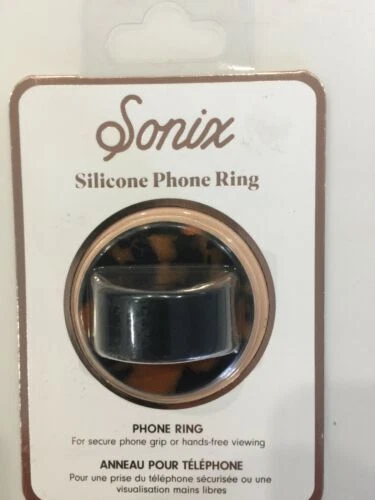 Sonix
Silicone Phone Ring
PHONE RING
For secure phone grip or hands-free viewing
ANNEAU POUR TÉLÉPHONE
Pour une prise du téléphone sécurisée ou une
visualisation mains libres